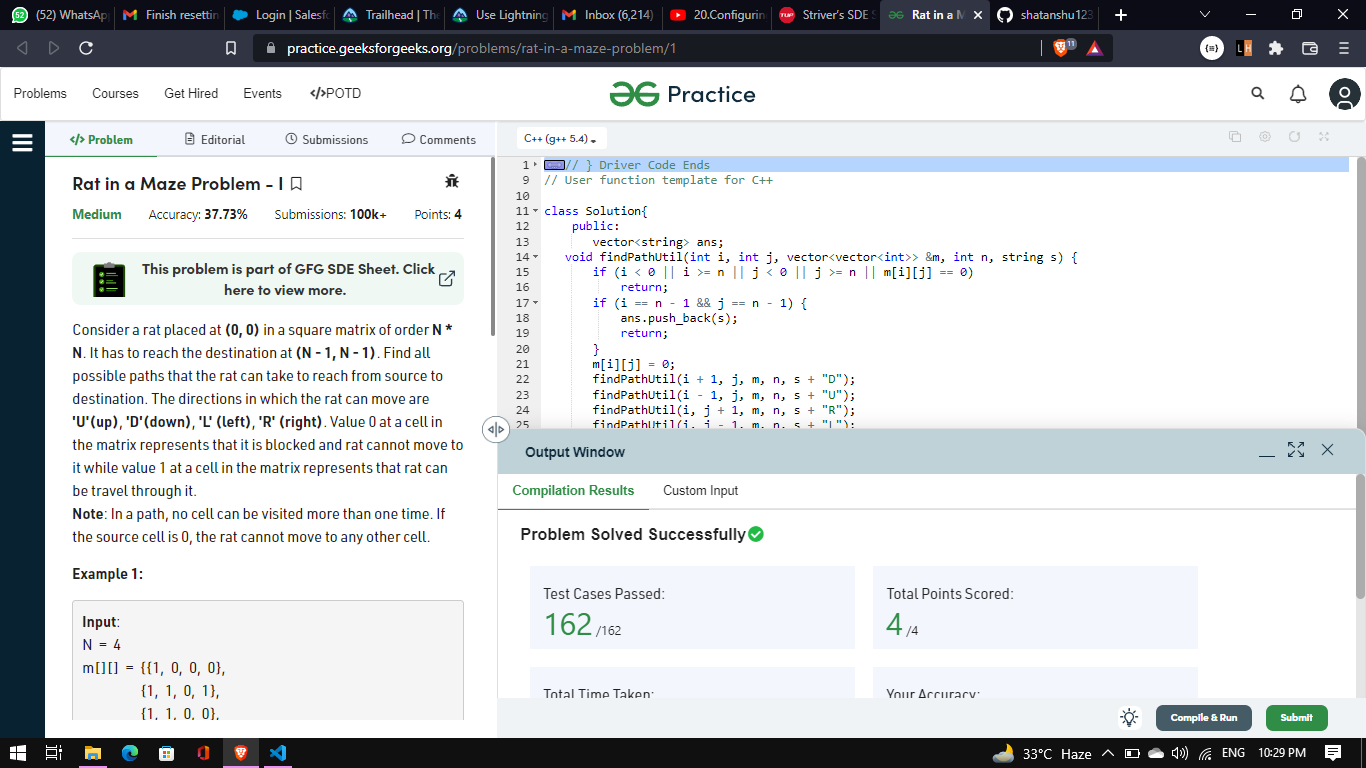 (52) WhatsAp
Finish resettin
Login | Salesf
Trailhead | The
Use Lightning
Inbox (6,214)
20.Configurin
Striver's SDE S
Rat in a M
shatanshu123
practice.geeksforgeeks.org/problems/rat-in-a-maze-problem/1
11
Problems
Courses
Get Hired
Events
</>POTD
Practice
</> Problem
Editorial
Submissions
Comments
Rat in a Maze Problem - I
Medium
Accuracy: 37.73%
Submissions: 100k+
Points: 4
This problem is part of GFG SDE Sheet. Click
here to view more.
Consider a rat placed at (0, 0) in a square matrix of order N *
N. It has to reach the destination at (N - 1, N - 1). Find all
possible paths that the rat can take to reach from source to
destination. The directions in which the rat can move are
'U'(up), 'D'(down), 'L' (left), 'R' (right). Value 0 at a cell in
the matrix represents that it is blocked and rat cannot move to
it while value 1 at a cell in the matrix represents that rat can
be travel through it.
Note: In a path, no cell can be visited more than one time. If
the source cell is 0, the rat cannot move to any other cell.
Example 1:
Input:
N = 4
m[][] = {{1, 0, 0, 0},
{1, 1, 0, 1},
{1, 1, 0, 0},
C++ (g++ 5.4)
1 // } Driver Code Ends
9 // User function template for C++
10
11 class Solution{
12 public:
13 vector<string> ans;
14 void findPathUtil(int i, int j, vector<vector<int>> &m, int n, string s) {
15 if (i < 0 || i >= n || j < 0 || j >= n || m[i][j] == 0)
16 return;
17 if (i == n - 1 && j == n - 1) {
18 ans.push_back(s);
19 return;
20 }
21 m[i][j] = 0;
22 findPathUtil(i + 1, j, m, n, s + "D");
23 findPathUtil(i - 1, j, m, n, s + "U");
24 findPathUtil(i, j + 1, m, n, s + "R");
25 findPathUtil(i, j - 1, m, n, s + "L");
Output Window
Compilation Results
Custom Input
Problem Solved Successfully
Test Cases Passed:
162 /162
Total Points Scored:
4 /4
Total Time Taken:
Your Accuracy:
Compile & Run
Submit
33°C Haze
ENG
10:29 PM